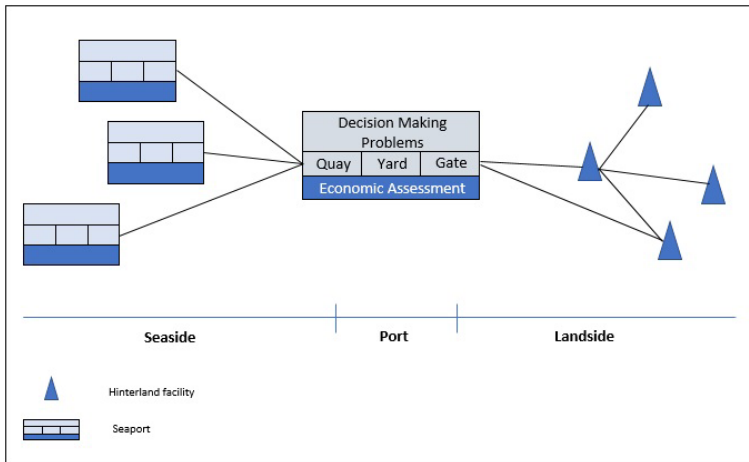 Decision Making
Problems
Quay Yard Gate
Economic Assessment
Seaside Port Landside
Hinterland facility
Seaport